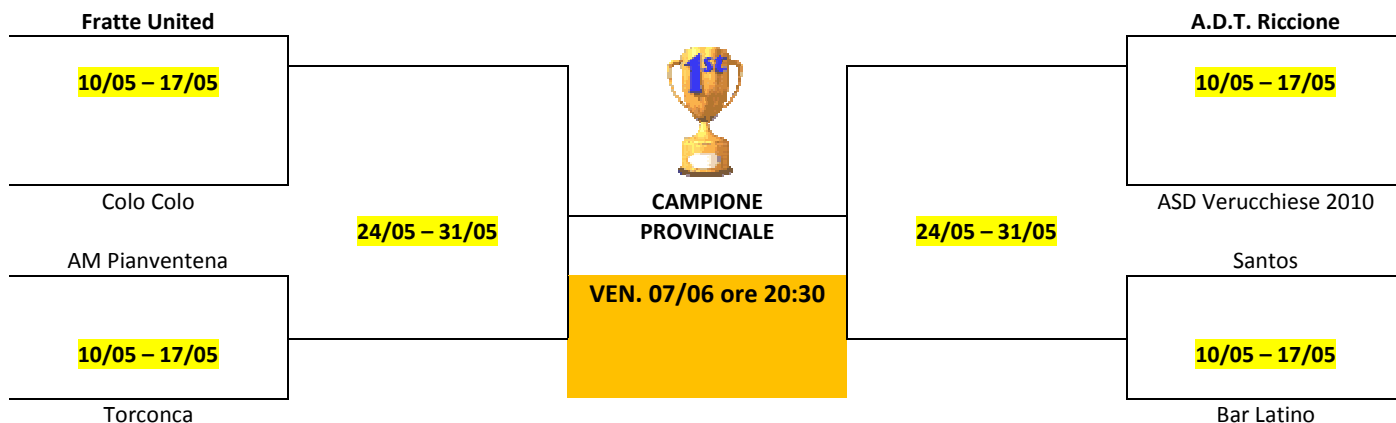 Fratte United
A.D.T. Riccione
1st
10/05 – 17/05
10/05 – 17/05
Colo Colo
CAMPIONE
ASD Verucchiese 2010
24/05 – 31/05
PROVINCIALE
24/05 – 31/05
AM Pianventena
Santos
VEN. 07/06 ore 20:30
10/05 – 17/05
10/05 – 17/05
Torconca
Bar Latino